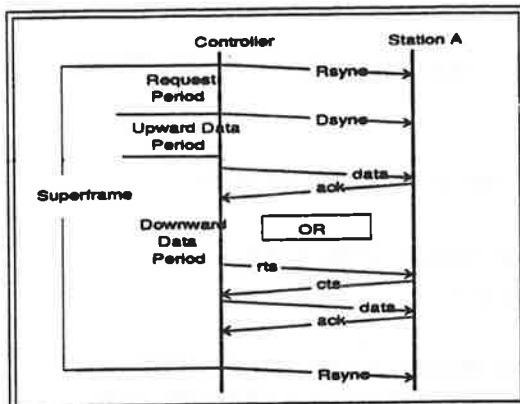 Controller Station A
Rsync
Request
Period
Dsync
Upward Data
Period
data
ack
Superframe
Downward
Data
Period
OR
rts
cts
data
ack
Rsync